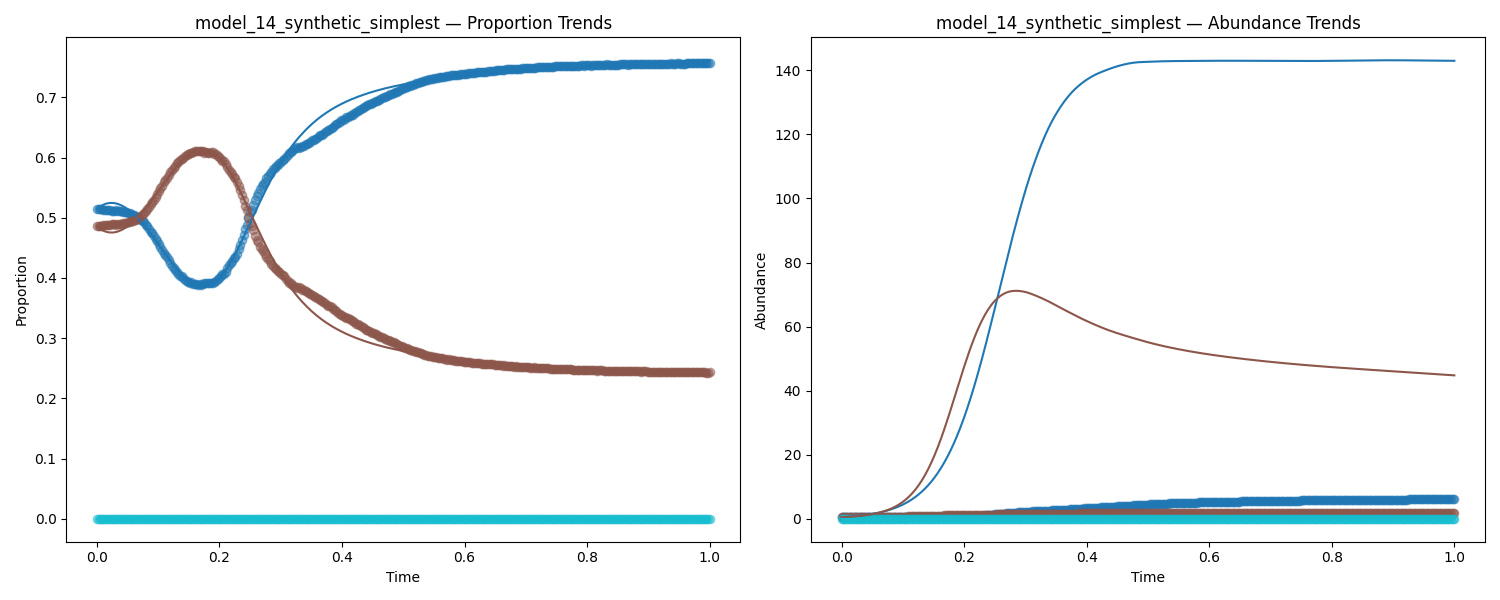 model_14_synthetic_simplest — Proportion Trends
0.7
0.6
0.5
0.4
0.3
0.2
0.1
0.0
Proportion
0.0 0.2 0.4 0.6 0.8 1.0
Time
model_14_synthetic_simplest — Abundance Trends
140
120
100
80
60
40
20
0
Abundance
0.0 0.2 0.4 0.6 0.8 1.0
Time